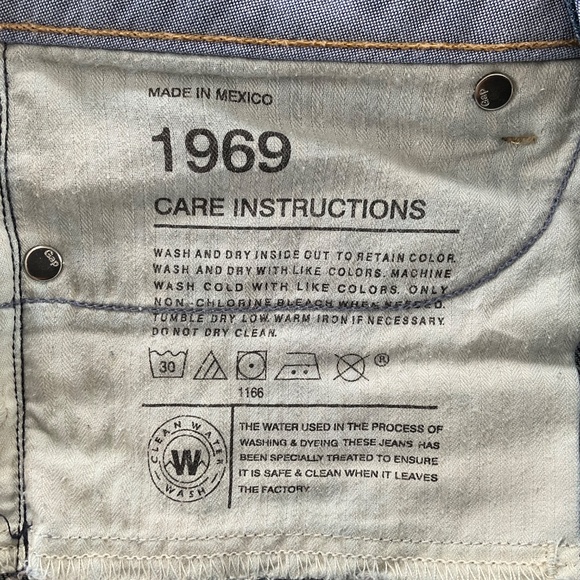 MADE IN MEXICO
Gap
1969
CARE INSTRUCTIONS
WASH AND DRY INSIDE OUT TO RETAIN COLOR.
WASH AND DRY WITH LIKE COLORS. MACHINE
WASH COLD WITH LIKE COLORS. ONLY
NON-CHLORINE BLEACH WHEN NEEDED.
TUMBLE DRY LOW. WARM IRON IF NECESSARY.
DO NOT DRY CLEAN.
Gap
30
®
1166
CLEAN WATER
W
WASH
THE WATER USED IN THE PROCESS OF
WASHING & DYEING THESE JEANS HAS
BEEN SPECIALLY TREATED TO ENSURE
IT IS SAFE & CLEAN WHEN IT LEAVES
THE FACTORY.